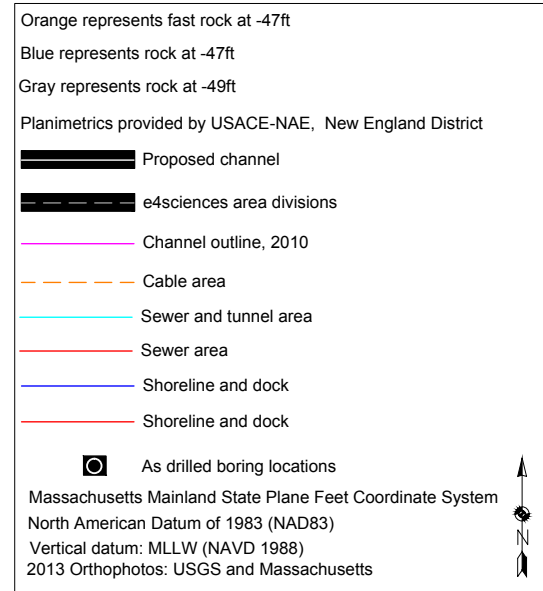 Orange represents fast rock at -47ft
Blue represents rock at -47ft
Gray represents rock at -49ft
Planimetrics provided by USACE-NAE, New England District
Proposed channel
e4sciences area divisions
Channel outline, 2010
Cable area
Sewer and tunnel area
Sewer area
Shoreline and dock
Shoreline and dock
As drilled boring locations
Massachusetts Mainland State Plane Feet Coordinate System
North American Datum of 1983 (NAD83)
Vertical datum: MLLW (NAVD 1988)
2013 Orthophotos: USGS and Massachusetts
N